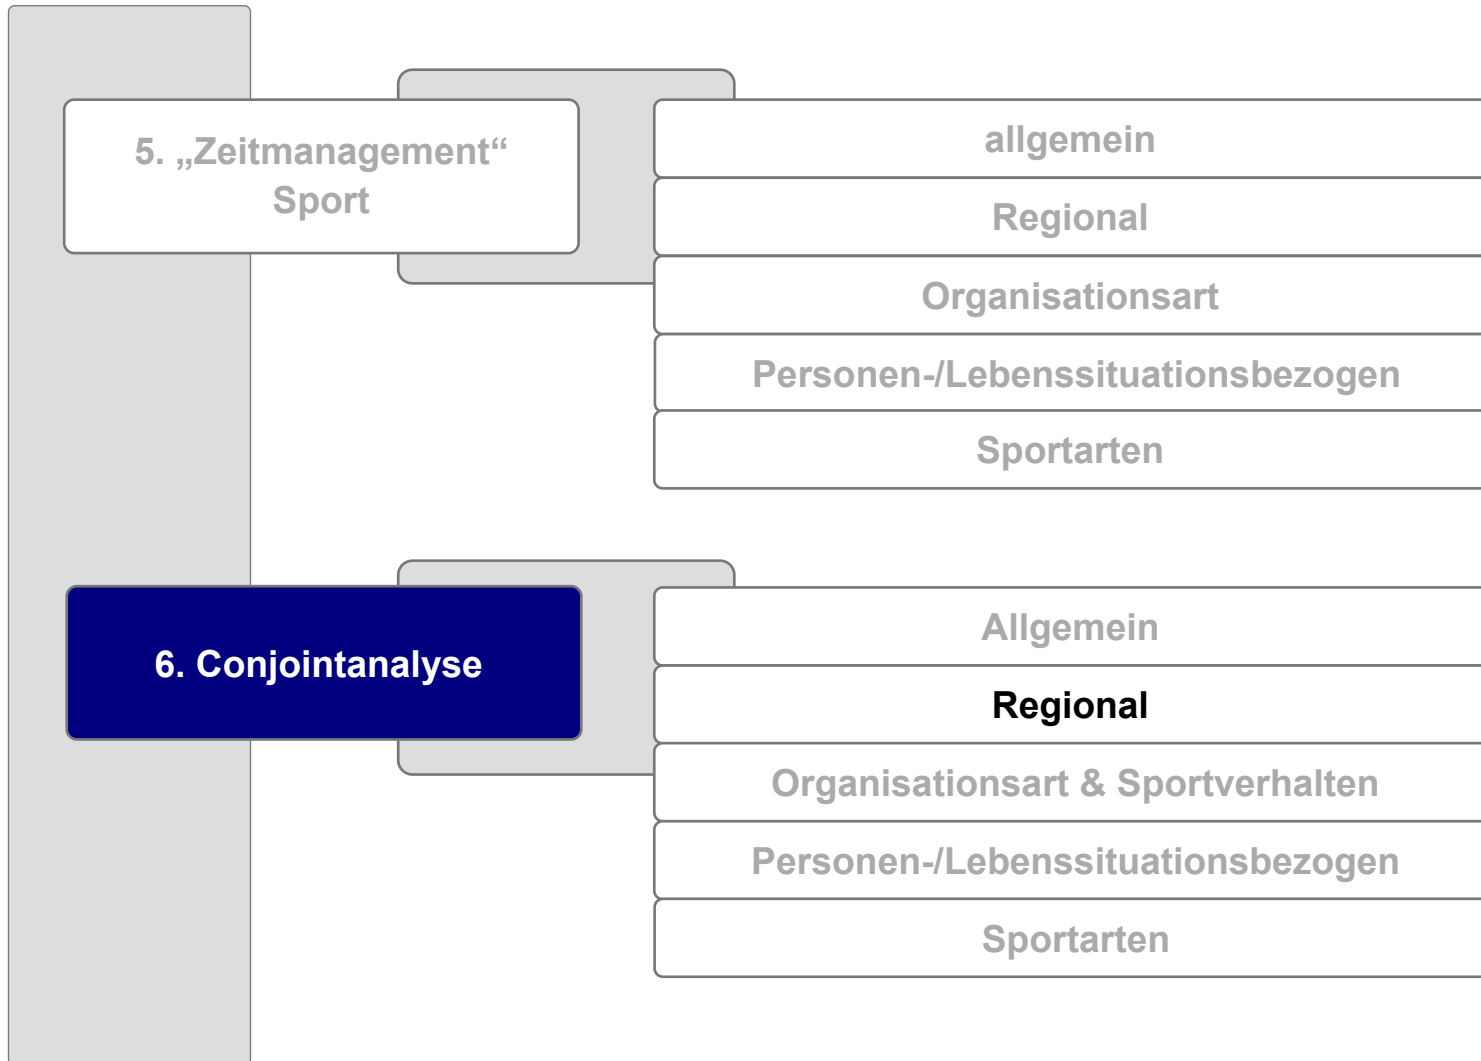 5. „Zeitmanagement“
Sport
allgemein
Regional
Organisationsart
Personen-/Lebenssituationsbezogen
Sportarten
6. Conjointanalyse
Allgemein
Regional
Organisationsart & Sportverhalten
Personen-/Lebenssituationsbezogen
Sportarten